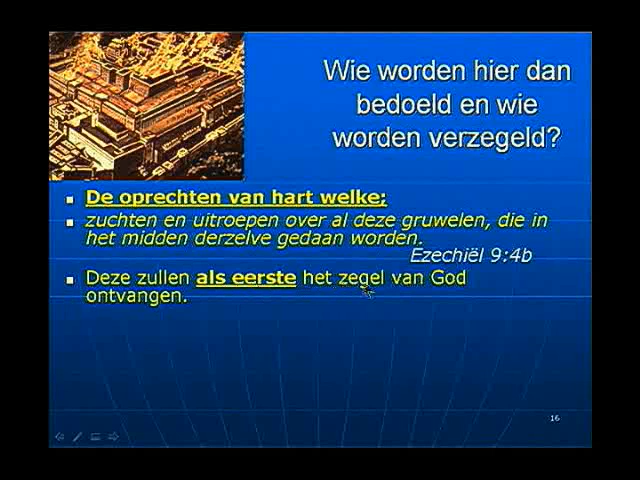 Wie worden hier dan
bedoeld en wie
worden verzegeld?
De oprechten van hart welke;
zuchten en uitroepen over al deze gruwelen, die in
het midden derzelve gedaan worden.
Ezechiël 9:4b
Deze zullen als eerste het zegel van God
ontvangen.
16